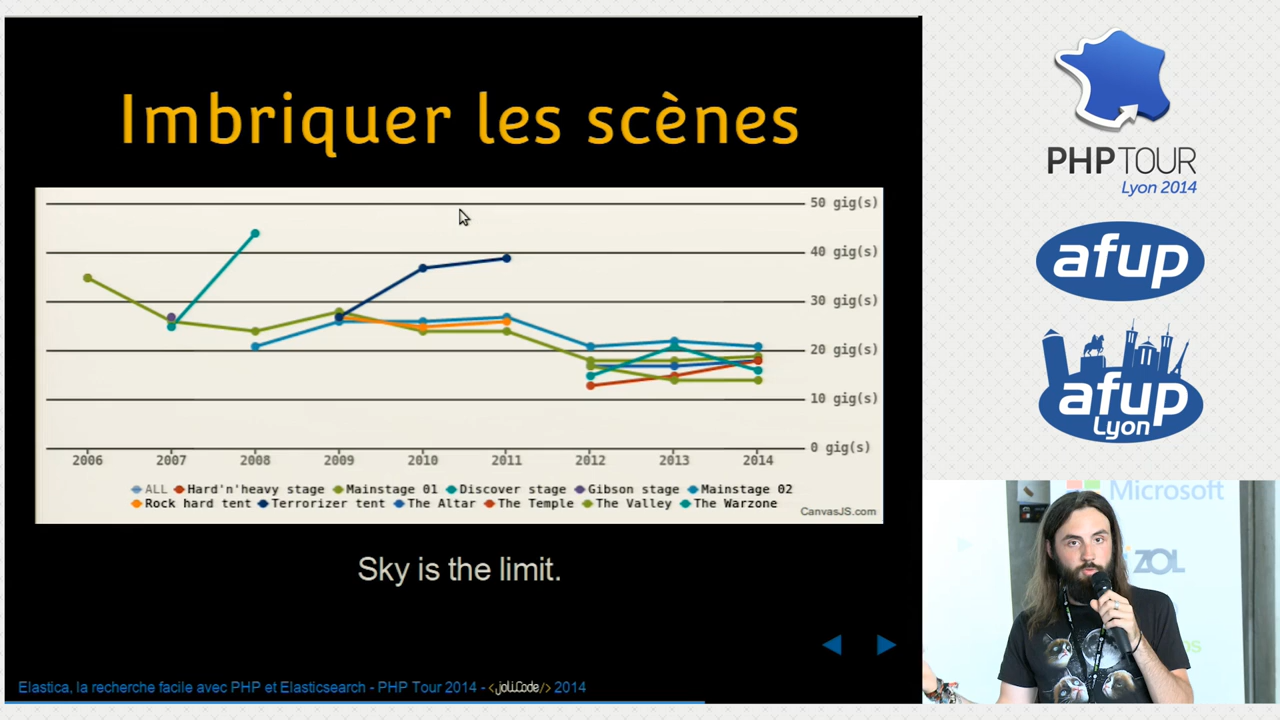 Imbriquer les scènes
50 gig(s)
40 gig(s)
30 gig(s)
20 gig(s)
10 gig(s)
0 gig(s)
2006 2007 2008 2009 2010 2011 2012 2013 2014
ALL Hard'n'heavy stage Mainstage 01 Discover stage Gibson stage Mainstage 02
Rock hard tent Terrorizer tent The Altar The Temple The Valley The Warzone
CanvasJS.com
Sky is the limit.
Elastica, la recherche facile avec PHP et Elasticsearch - PHP Tour 2014 - <joliCode/> 2014
PHP TOUR
Lyon 2014
afup
afup
Lyon
Microsoft
ZOL